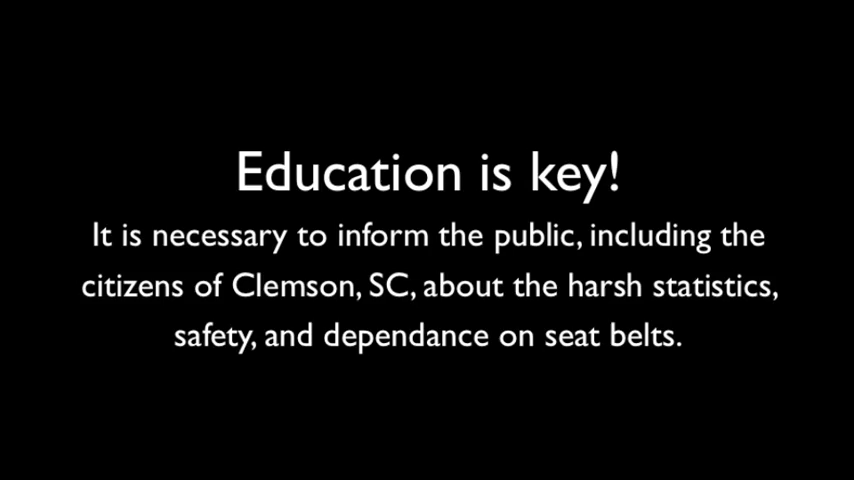 Education is key!
It is necessary to inform the public, including the
citizens of Clemson, SC, about the harsh statistics,
safety, and dependance on seat belts.